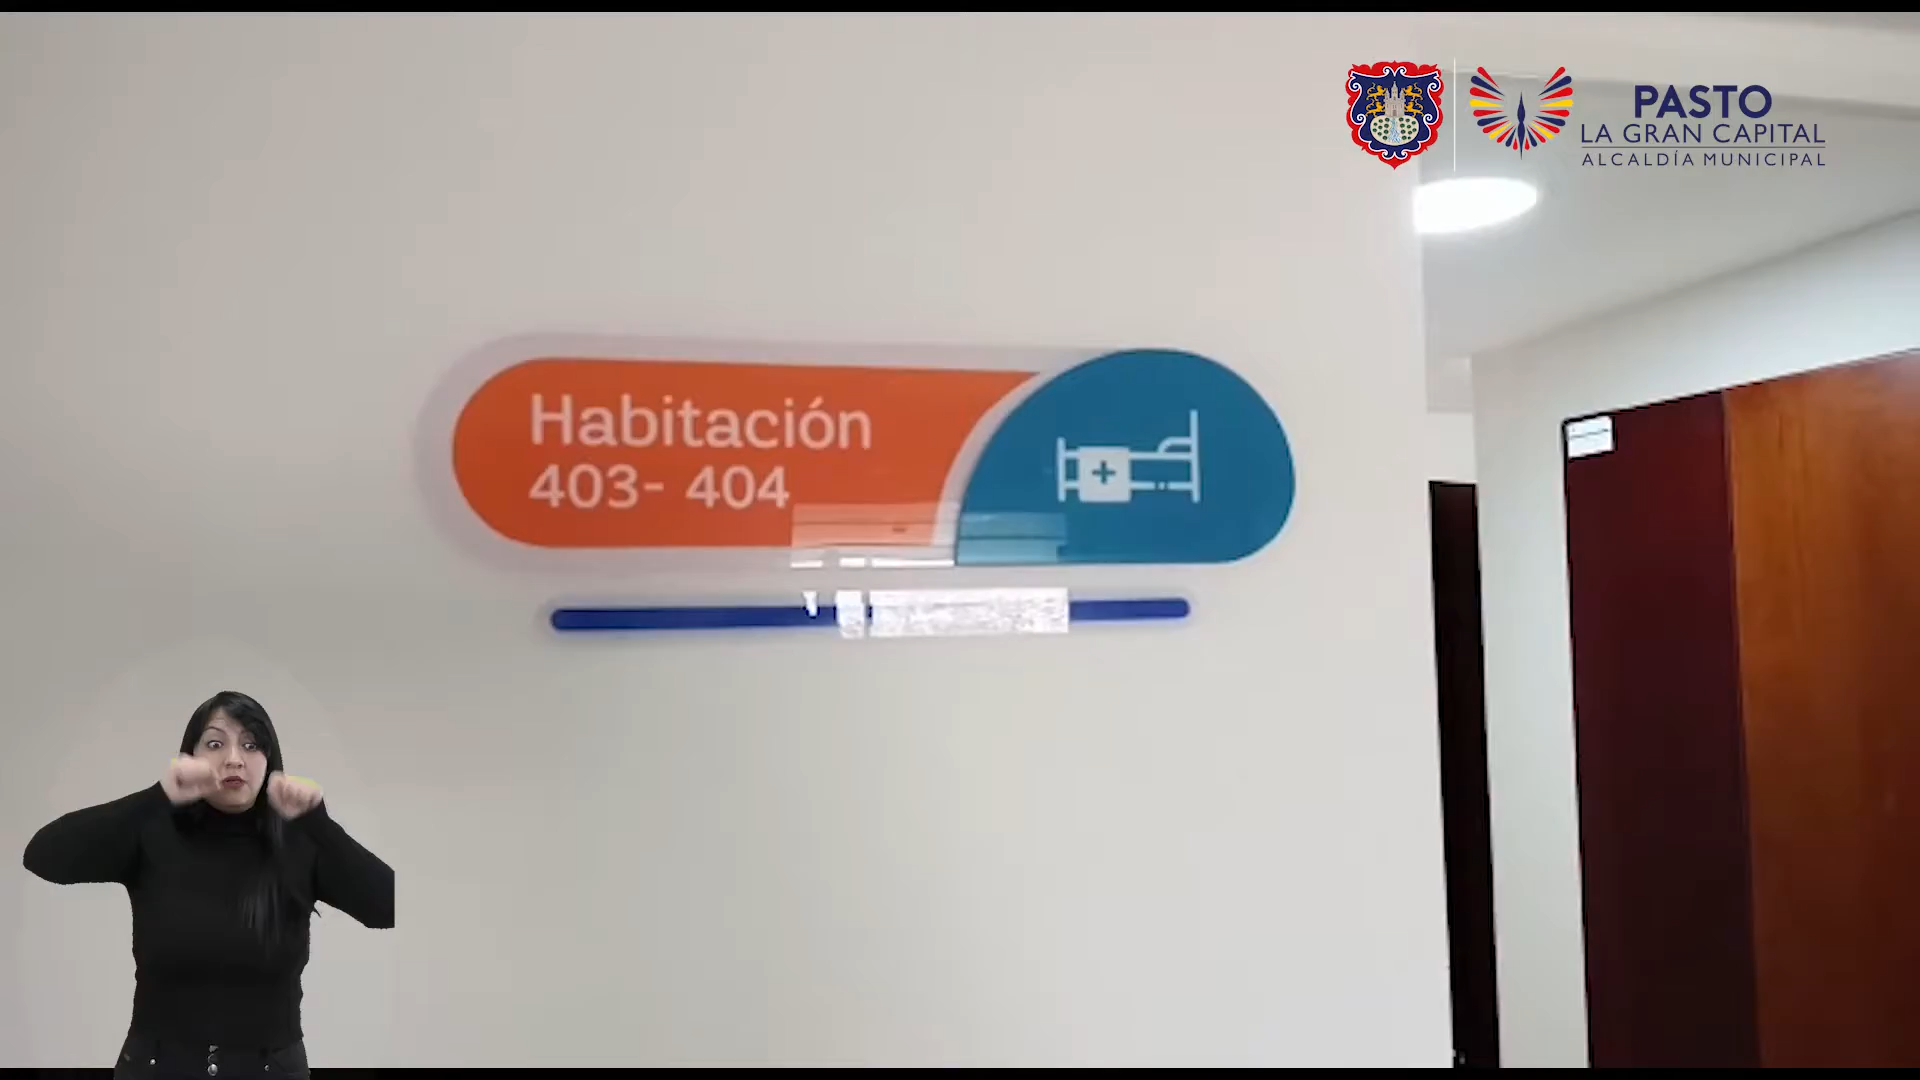 PASTO
LA GRAN CAPITAL
ALCALDÍA MUNICIPAL
Habitación
403- 404